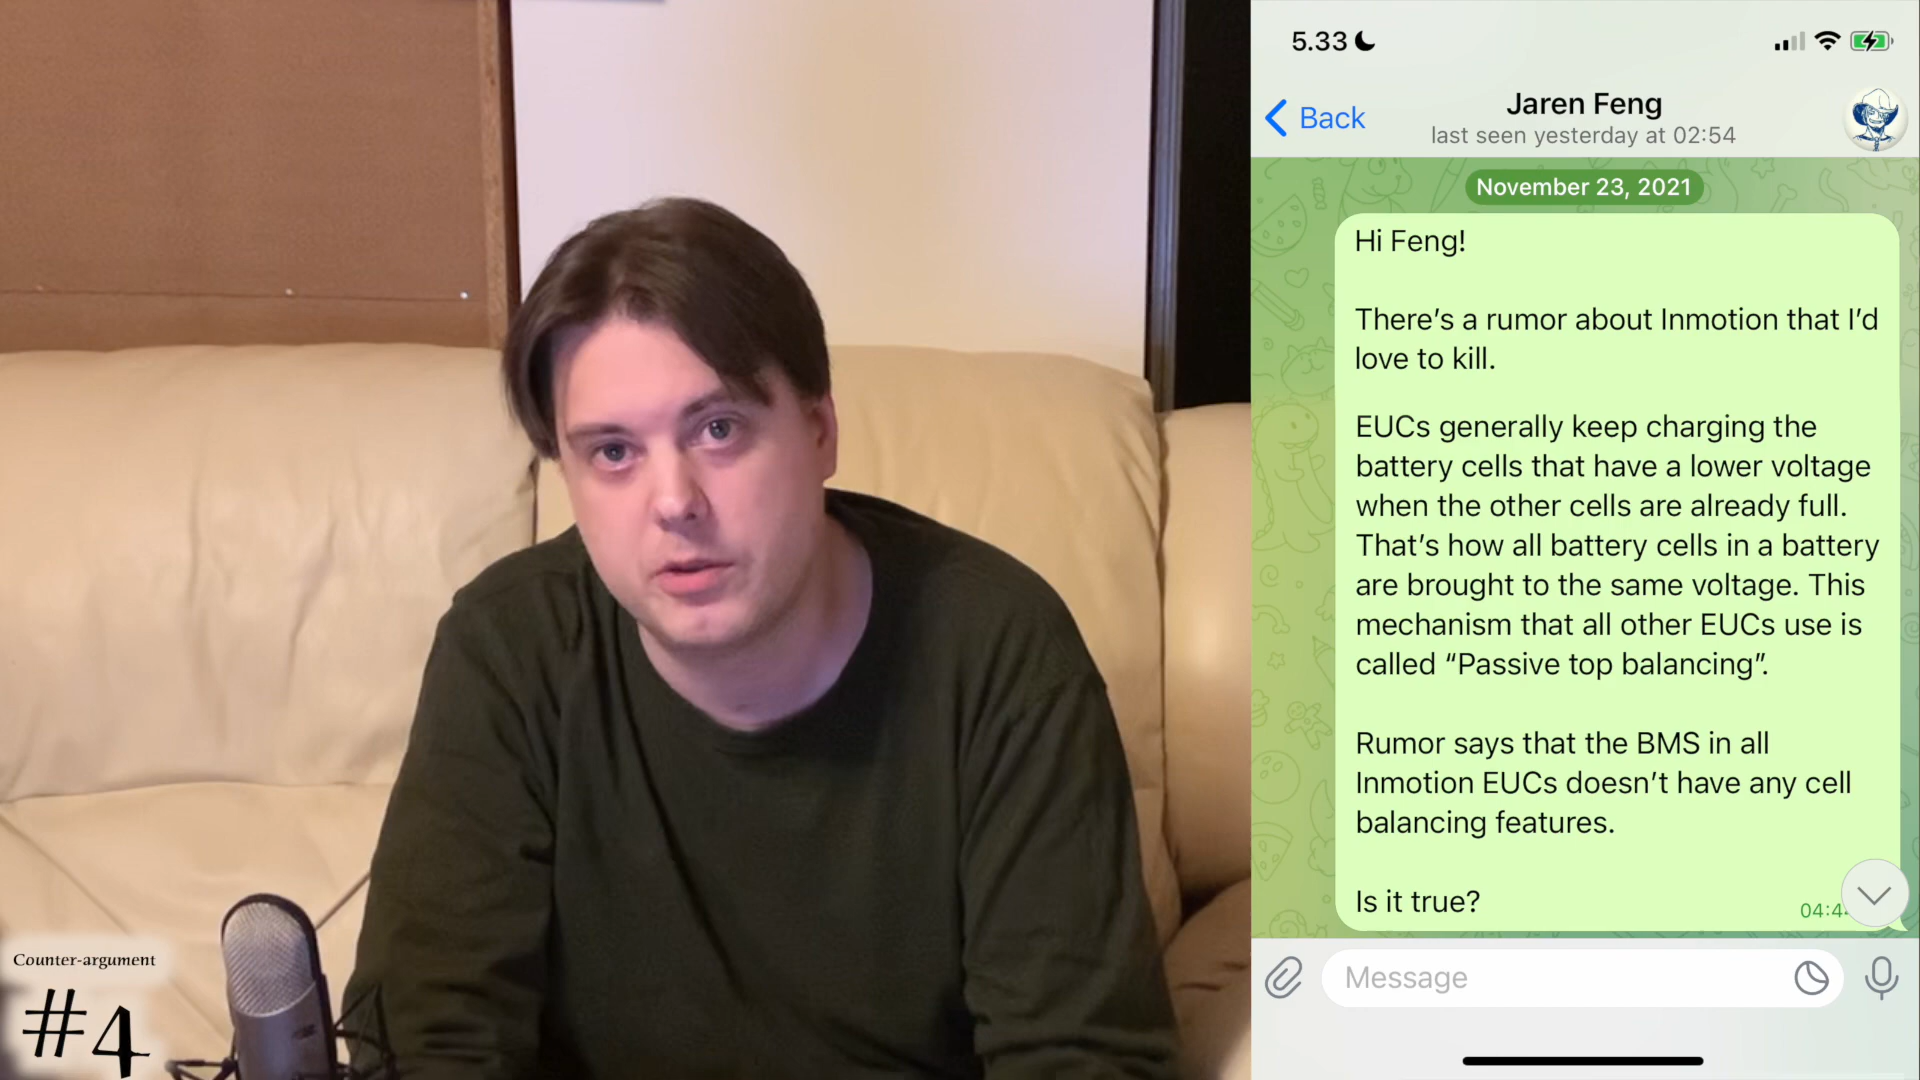 Counter-argument
#4
5.33
Back
Jaren Feng
last seen yesterday at 02:54
November 23, 2021
Hi Feng!
There's a rumor about Inmotion that I'd
love to kill.
EUCs generally keep charging the
battery cells that have a lower voltage
when the other cells are already full.
That's how all battery cells in a battery
are brought to the same voltage. This
mechanism that all other EUCs use is
called “Passive top balancing”.
Rumor says that the BMS in all
Inmotion EUCs doesn't have any cell
balancing features.
Is it true?
Message